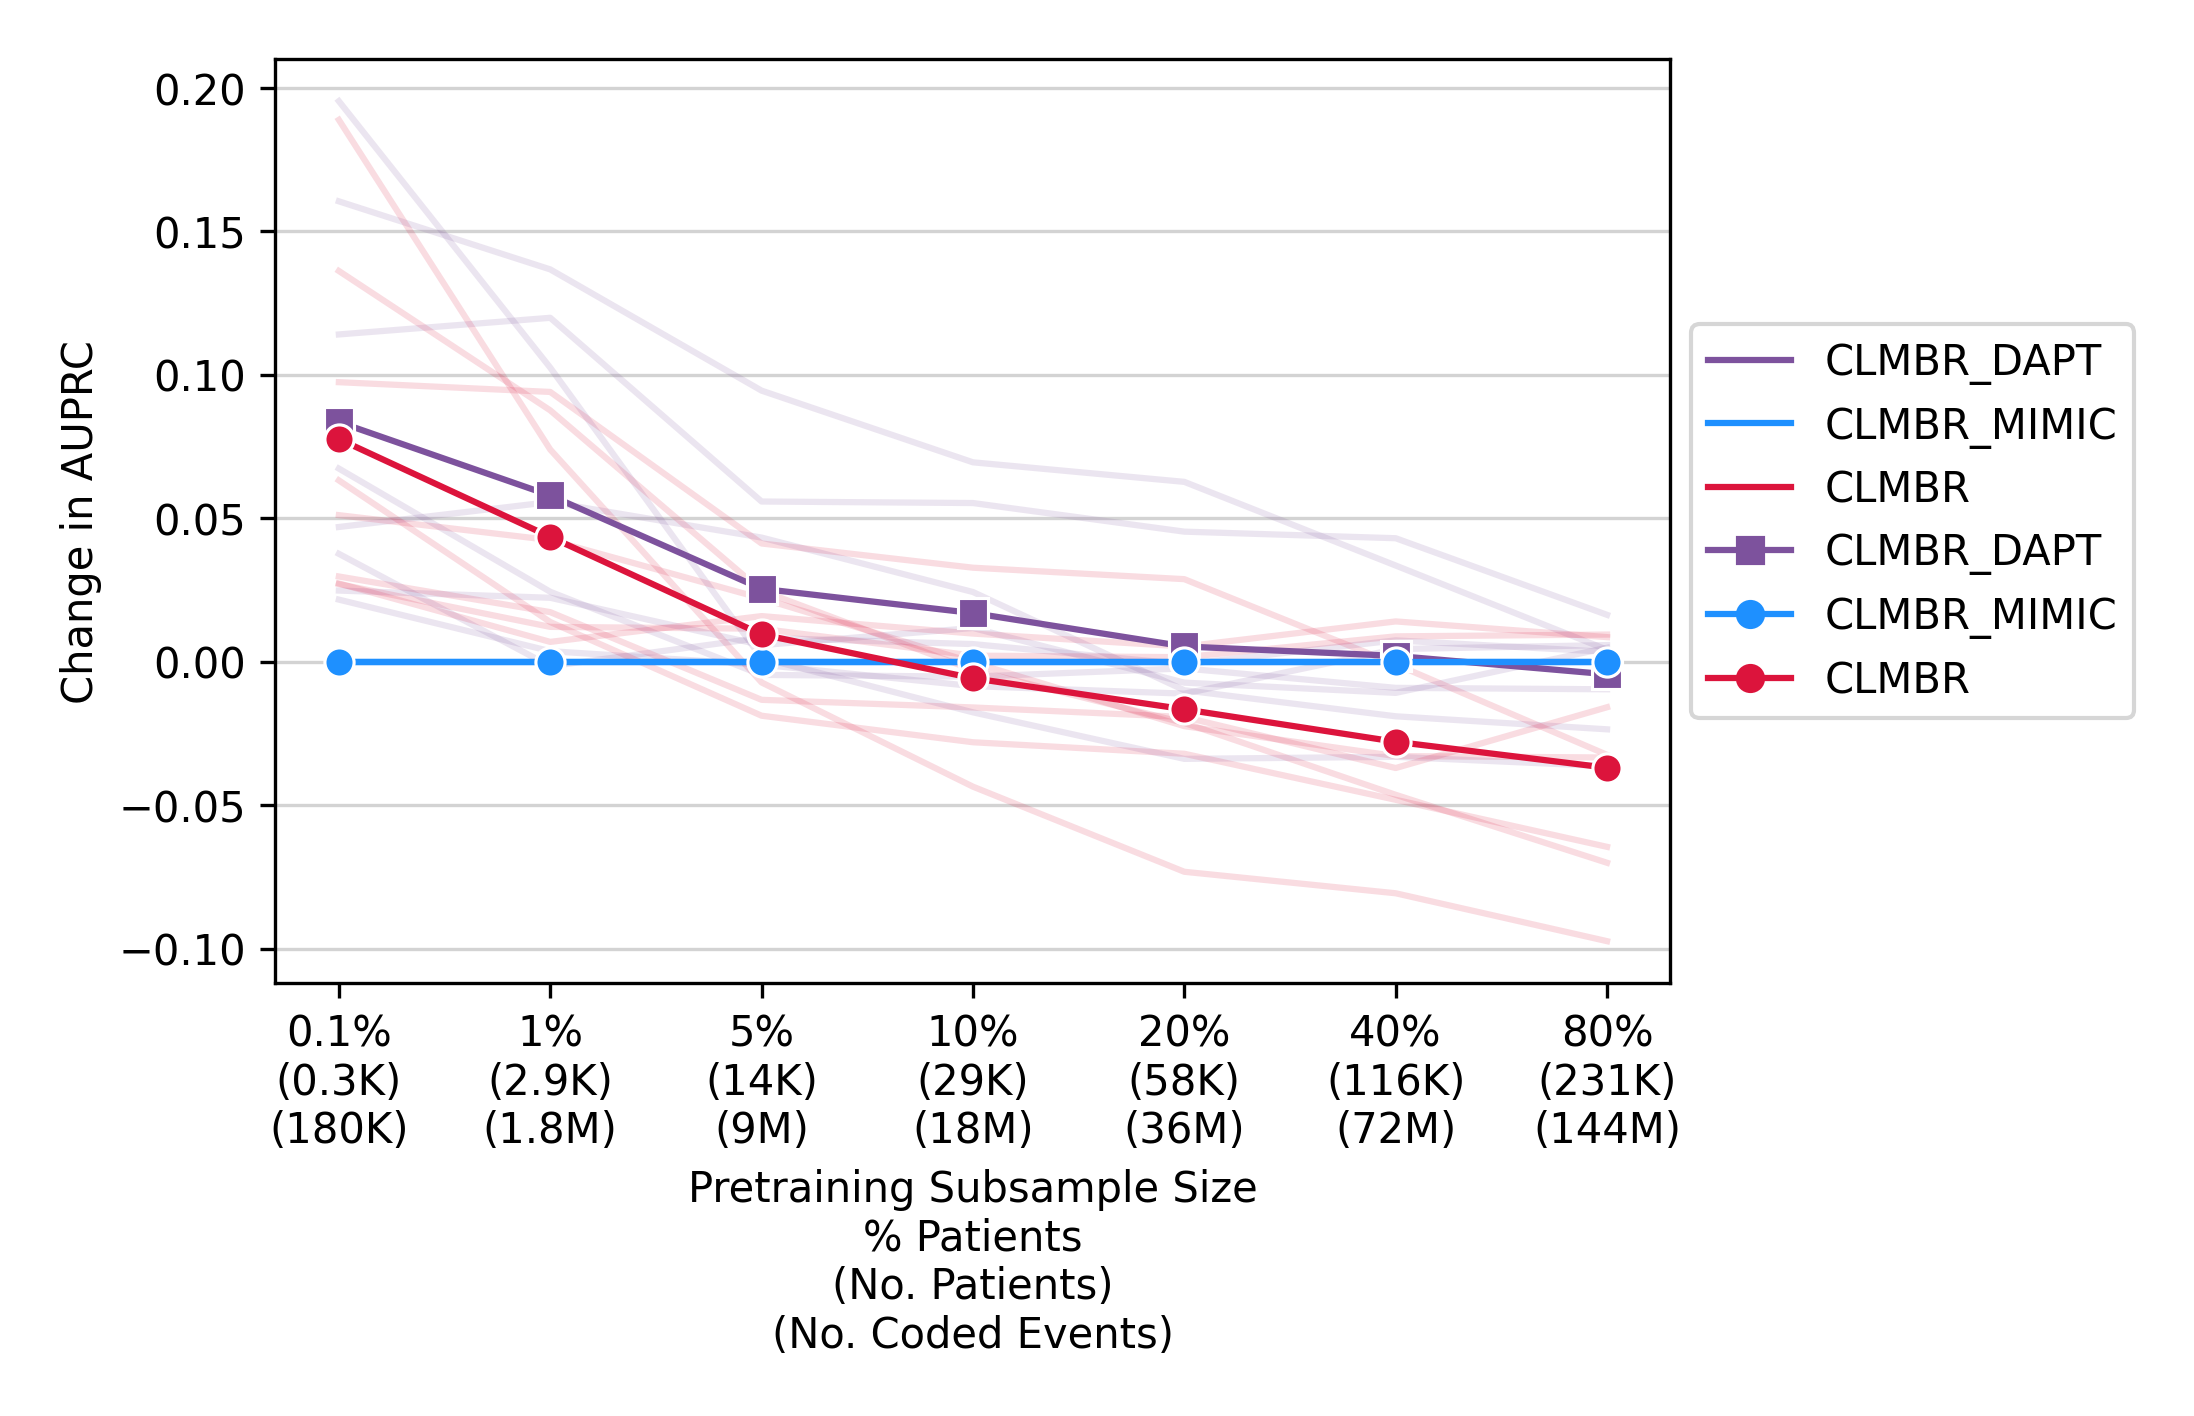 0.20
0.15
0.10
0.05
0.00
−0.05
−0.10
Change in AUPRC
0.1% 1% 5% 10% 20% 40% 80%
(0.3K) (2.9K) (14K) (29K) (58K) (116K) (231K)
(180K) (1.8M) (9M) (18M) (36M) (72M) (144M)
Pretraining Subsample Size
% Patients
(No. Patients)
(No. Coded Events)
CLMBR_DAPT
CLMBR_MIMIC
CLMBR
CLMBR_DAPT
CLMBR_MIMIC
CLMBR